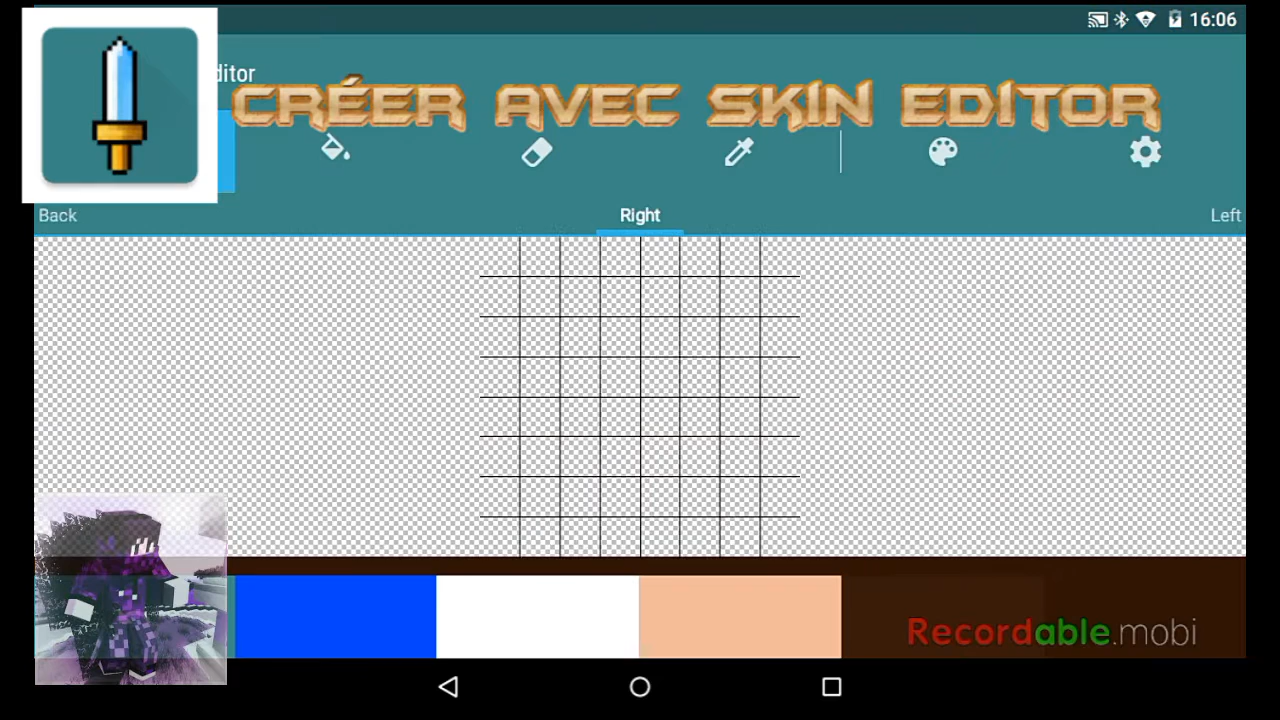 16:06
ditor
CRÉER AVEC SKIN EDITOR
Back Right Left
Recordable.mobi